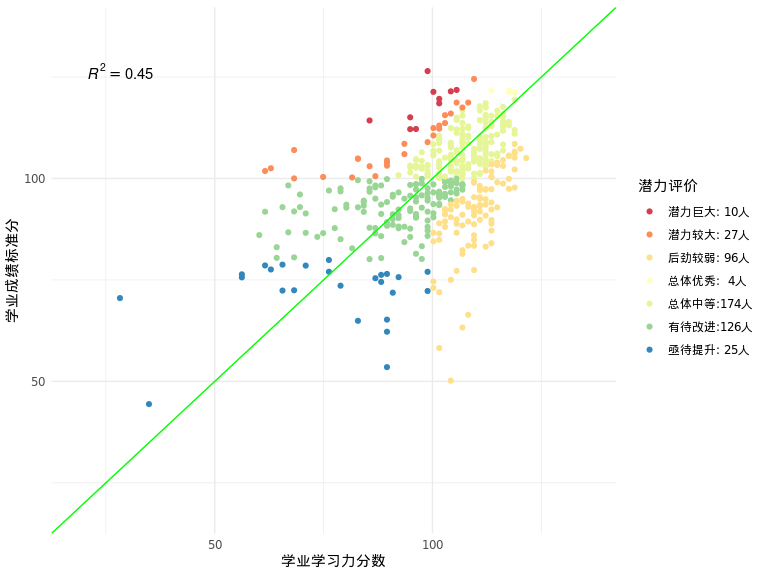 R² = 0.45
100
50
学业成绩标准分
50
100
学业学习力分数
潜力评价
潜力巨大: 10人
潜力较大: 27人
后劲较弱: 96人
总体优秀: 4人
总体中等:174人
有待改进:126人
亟待提升: 25人